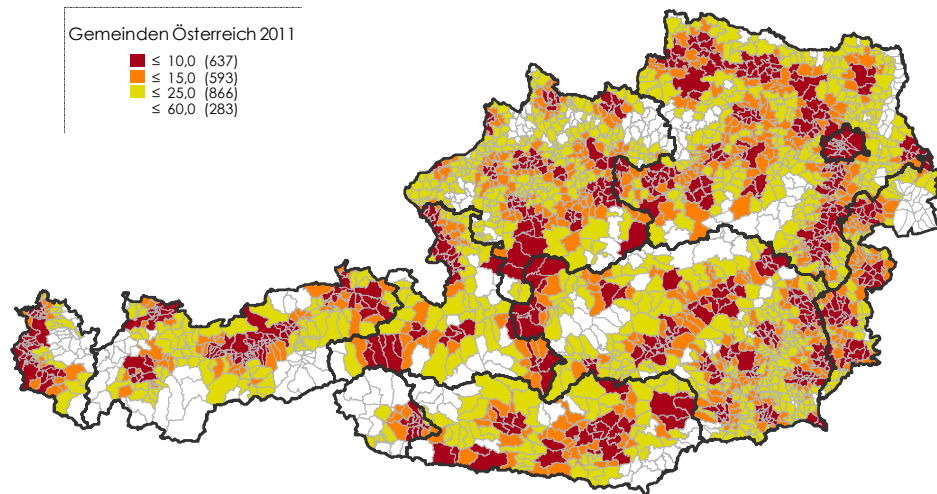 Gemeinden Österreich 2011
≤ 10,0 (637)
≤ 15,0 (593)
≤ 25,0 (866)
≤ 60,0 (283)